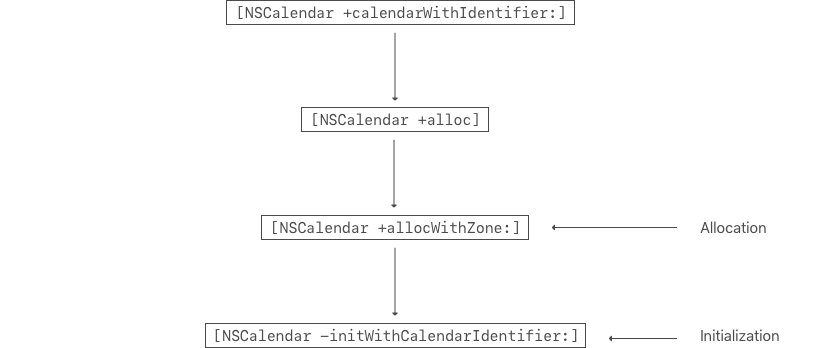 [NSCalendar +calendarWithIdentifier:]
[NSCalendar +alloc]
[NSCalendar +allocWithZone:]
Allocation
[NSCalendar –initWithCalendarIdentifier:]
Initialization